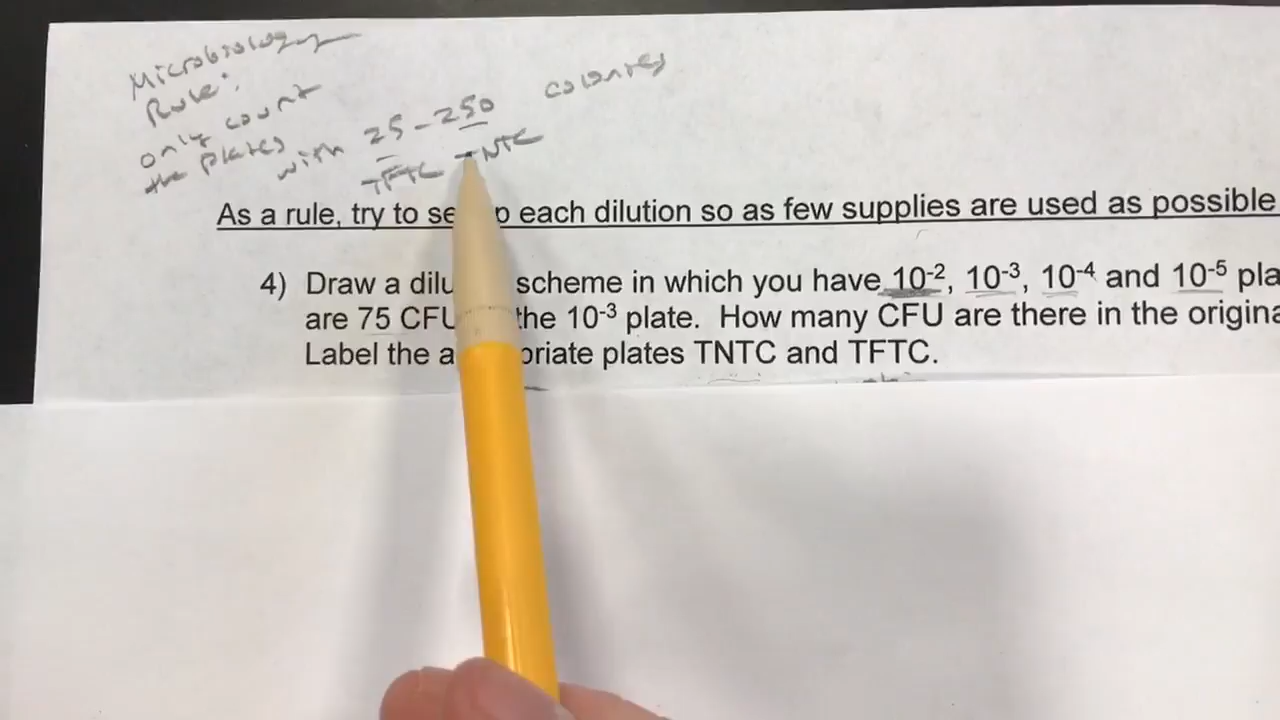 Microbiology
Rule:
only count
the plates
with 25-250 colonies
TFTC TNTC
As a rule, try to se p each dilution so as few supplies are used as possible
4) Draw a dilu scheme in which you have 10-2, 10-3, 10-4 and 10-5 pla
are 75 CFU the 10-3 plate. How many CFU are there in the origina
Label the a priate plates TNTC and TFTC.